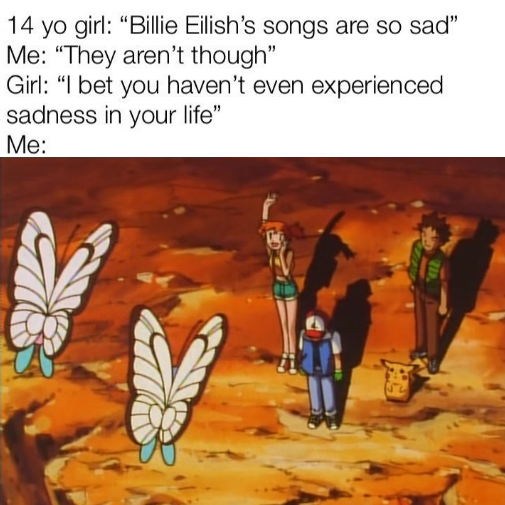 14 yo girl: “Billie Eilish’s songs are so sad”
Me: “They aren’t though”
Girl: “I bet you haven’t even experienced
sadness in your life”
Me: